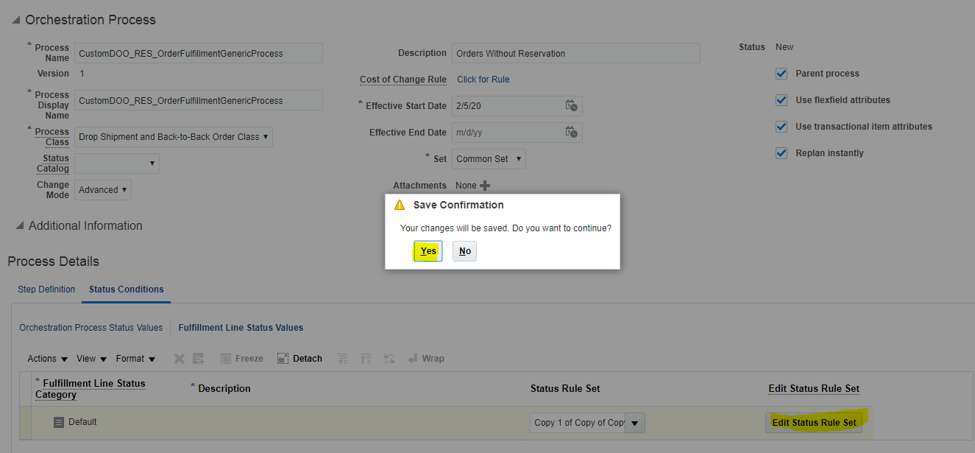 Orchestration Process
* Process Name
CustomDOO_RES_OrderFulfillmentGenericProcess
Version 1
* Process Display Name
CustomDOO_RES_OrderFulfillmentGenericProcess
* Process Class
Drop Shipment and Back-to-Back Order Class
Status Catalog
Change Mode
Advanced
Description
Orders Without Reservation
Cost of Change Rule Click for Rule
* Effective Start Date 2/5/20
Effective End Date m/d/yy
* Set Common Set
Attachments None
Status New
Parent process
Use flexfield attributes
Use transactional item attributes
Replan instantly
Save Confirmation
Your changes will be saved. Do you want to continue?
Yes No
Additional Information
Process Details
Step Definition Status Conditions
Orchestration Process Status Values Fulfillment Line Status Values
Actions View Format Freeze Detach Wrap
* Fulfillment Line Status Category
* Description
Status Rule Set
Edit Status Rule Set
Default
Copy 1 of Copy of Copy
Edit Status Rule Set